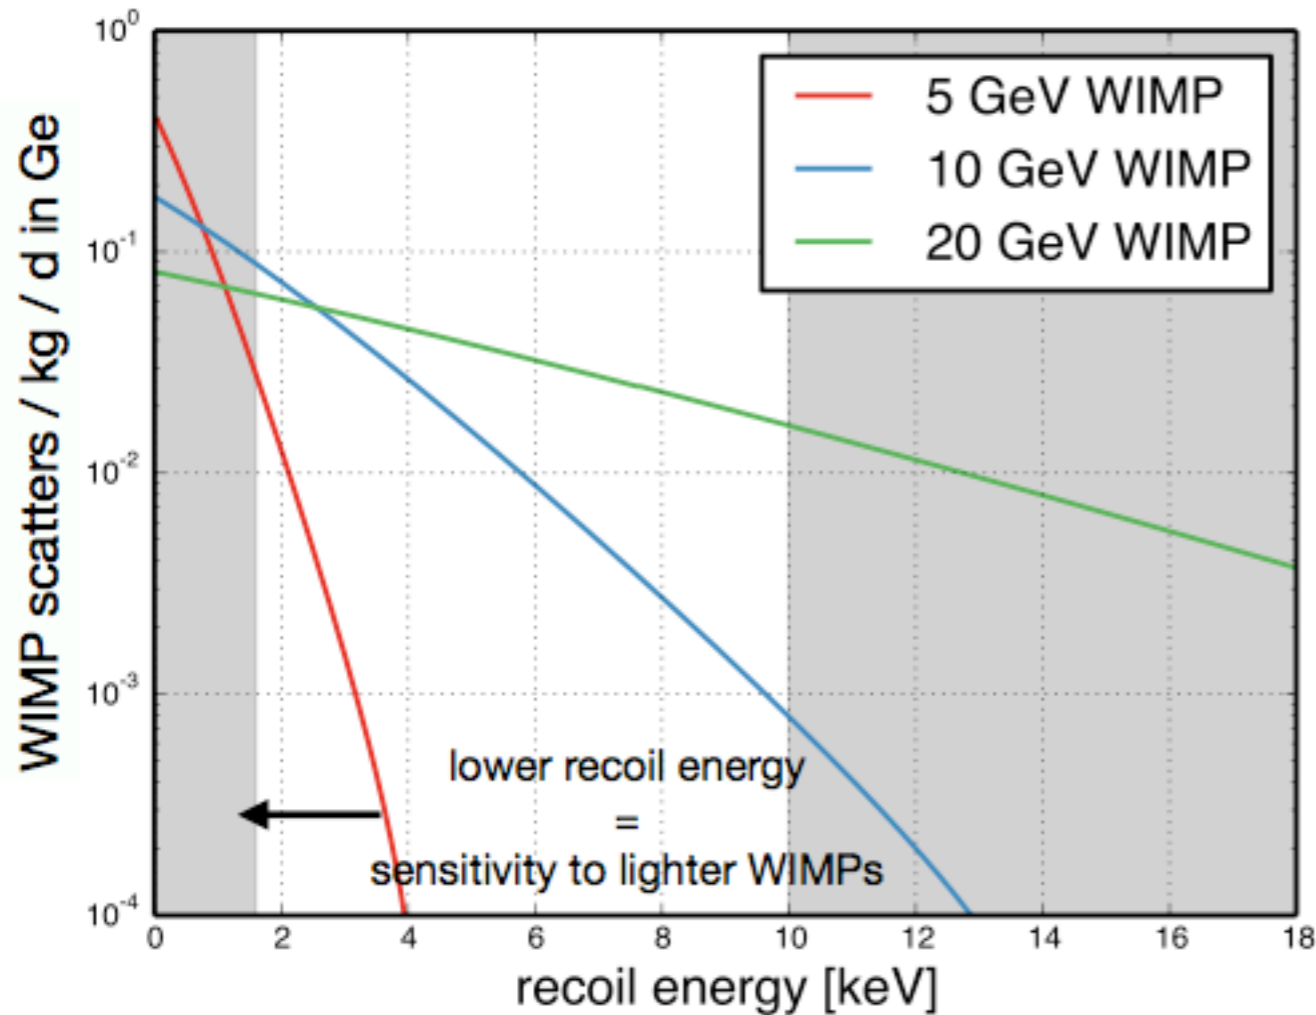 10^0
10^-1
10^-2
10^-3
10^-4
WIMP scatters / kg / d in Ge
5 GeV WIMP
10 GeV WIMP
20 GeV WIMP
lower recoil energy
=
sensitivity to lighter WIMPs
0 2 4 6 8 10 12 14 16 18
recoil energy [keV]